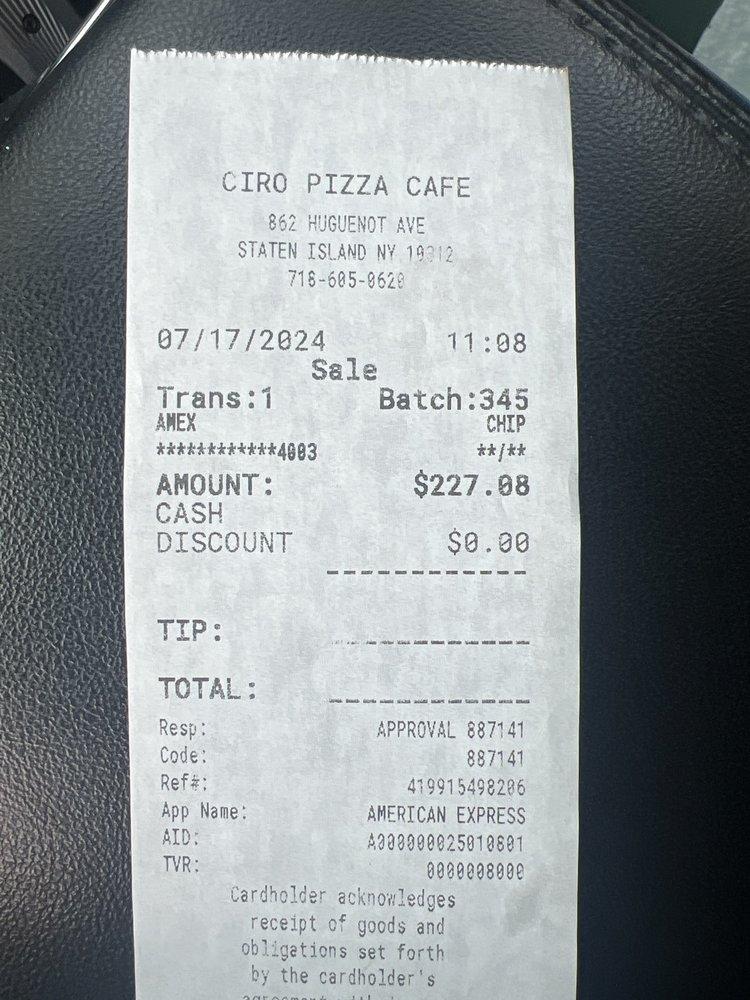 CIRO PIZZA CAFE
862 HUGUENOT AVE
STATEN ISLAND NY 10312
718-605-0620
07/17/2024 11:08
Sale
Trans:1 Batch:345
AMEX CHIP
************4003 **/**
AMOUNT: $227.08
CASH
DISCOUNT $0.00
TIP:
TOTAL:
Resp: APPROVAL 887141
Code: 887141
Ref#: 419915498206
App Name: AMERICAN EXPRESS
AID: A000000025010801
TVR: 0000008000
Cardholder acknowledges
receipt of goods and
obligations set forth
by the cardholder's